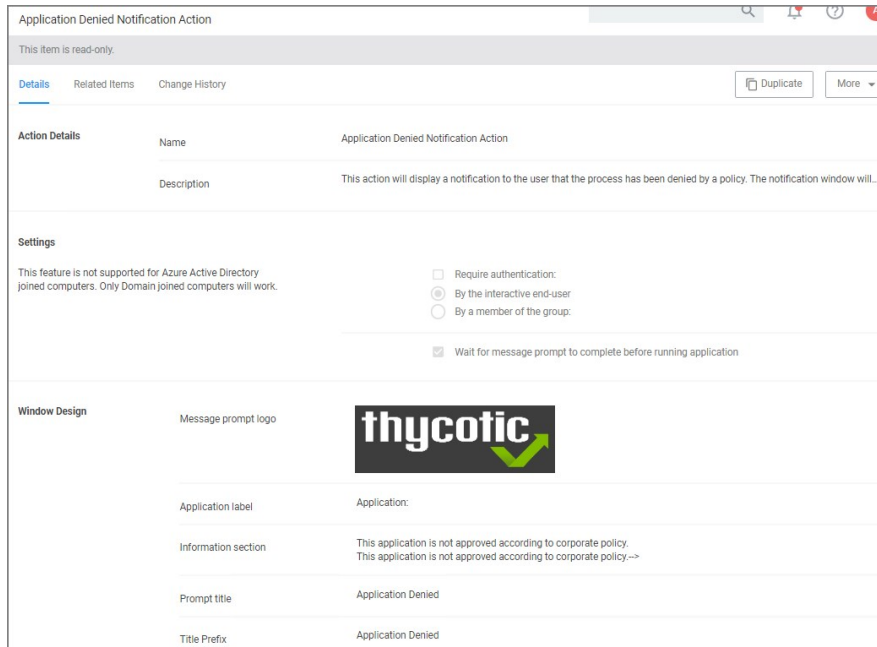 Application Denied Notification Action
This item is read-only.
Details Related Items Change History Duplicate More
Action Details
Name Application Denied Notification Action
Description This action will display a notification to the user that the process has been denied by a policy. The notification window will...
Settings
This feature is not supported for Azure Active Directory
joined computers. Only Domain joined computers will work.
Require authentication:
By the interactive end-user
By a member of the group:
Wait for message prompt to complete before running application
Window Design
Message prompt logo
thycotic
Application label Application:
Information section This application is not approved according to corporate policy.
This application is not approved according to corporate policy.-->
Prompt title Application Denied
Title Prefix Application Denied